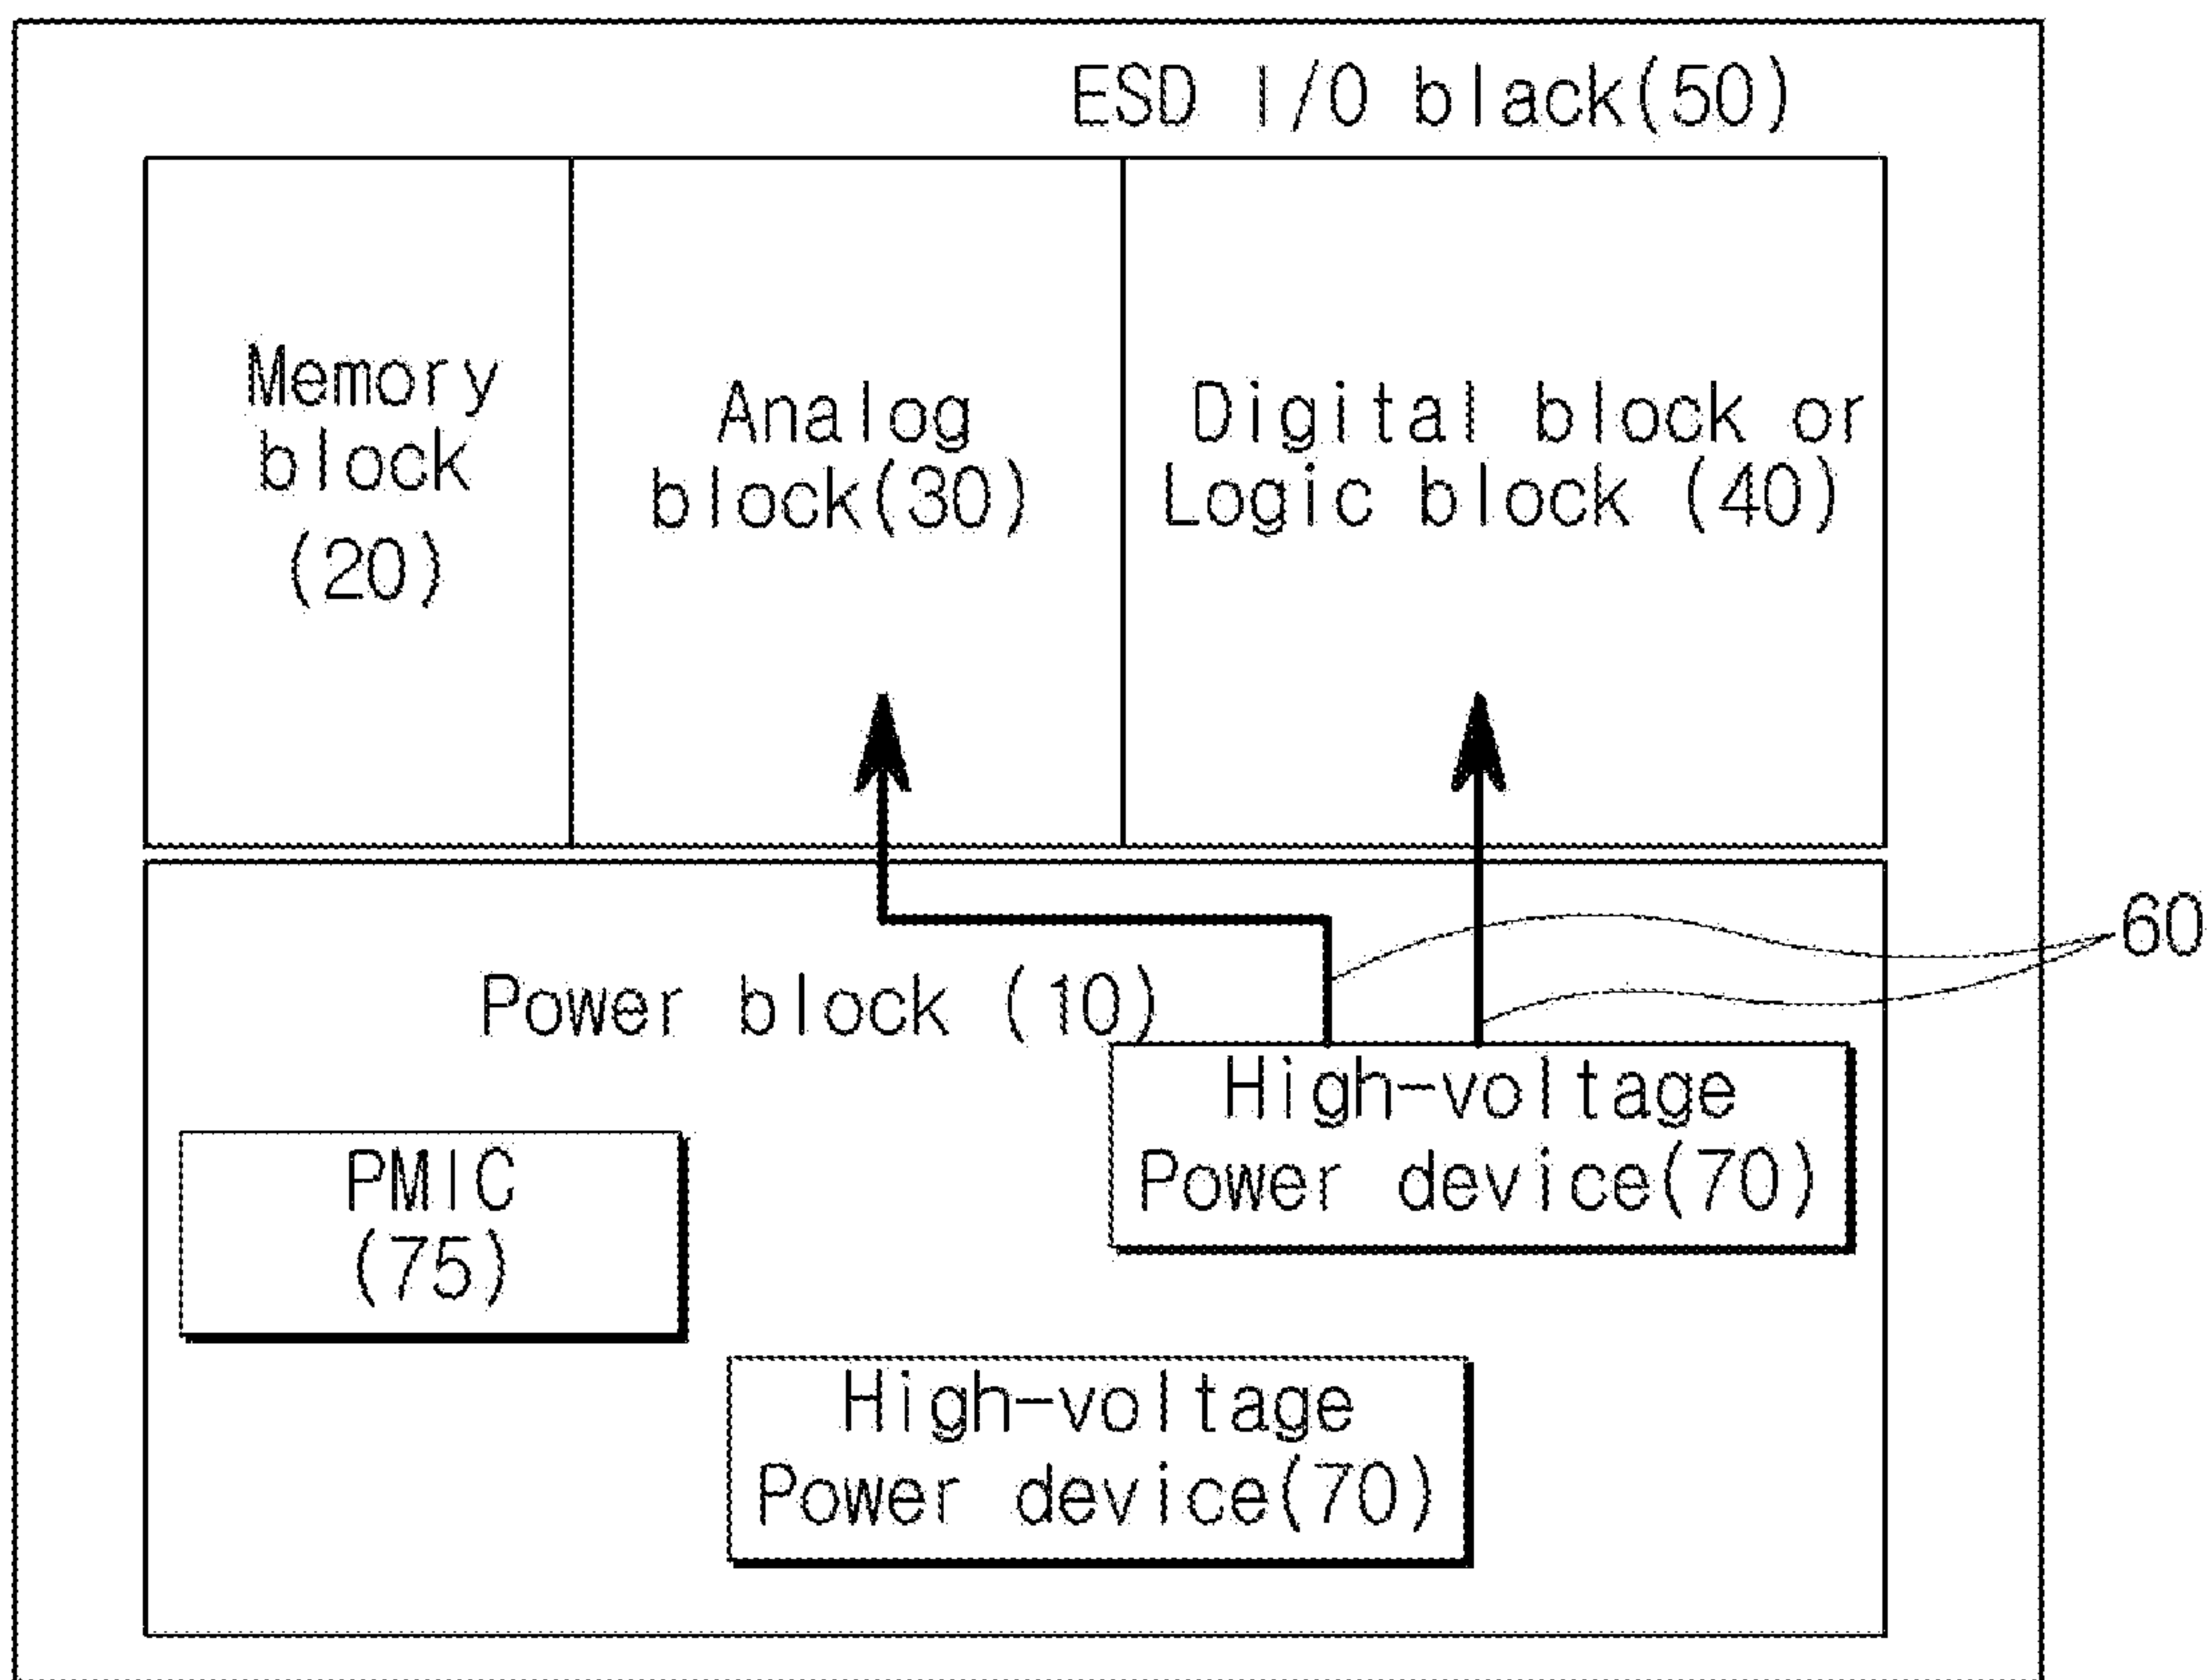 ESD I/O black(50)
Memory
block
(20)
Analog
block(30)
Digital block or
Logic block (40)
60
Power block (10)
High-voltage
Power device(70)
PMIC
(75)
High-voltage
Power device(70)